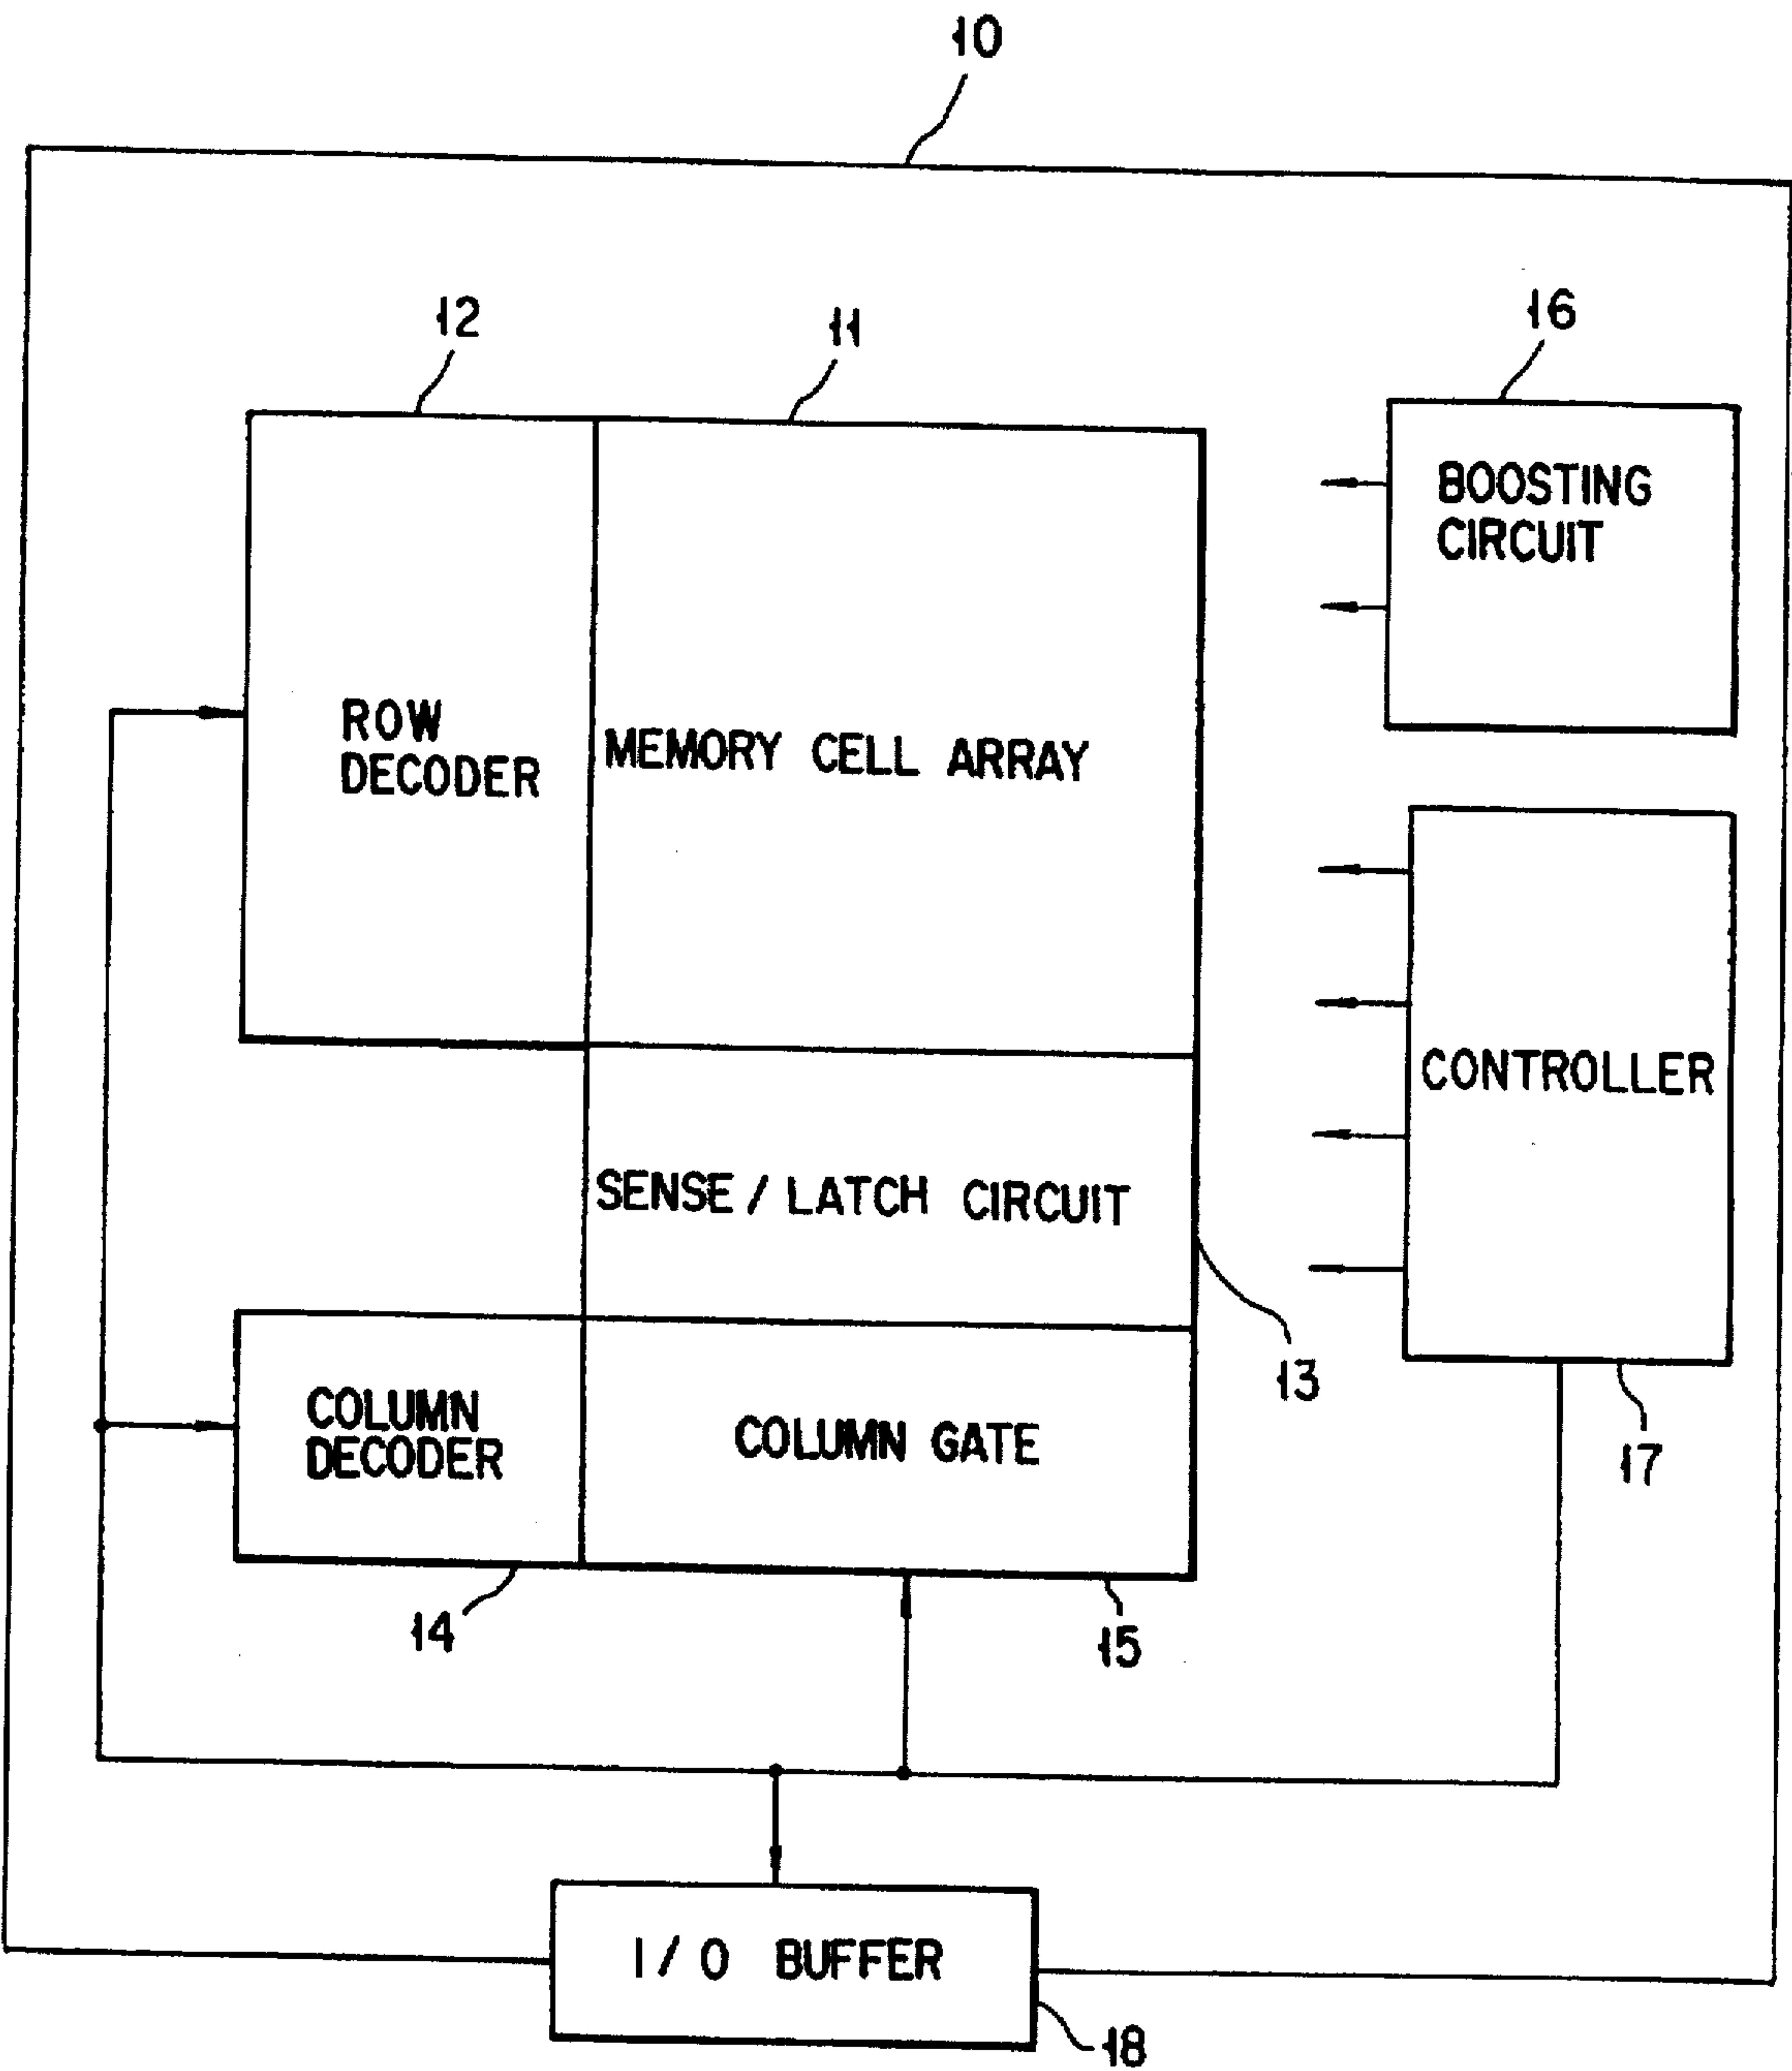 10
12
11
16
BOOSTING
CIRCUIT
ROW
DECODER
MEMORY CELL ARRAY
CONTROLLER
SENSE / LATCH CIRCUIT
13
COLUMN
DECODER
COLUMN GATE
17
14
15
I/O BUFFER
18